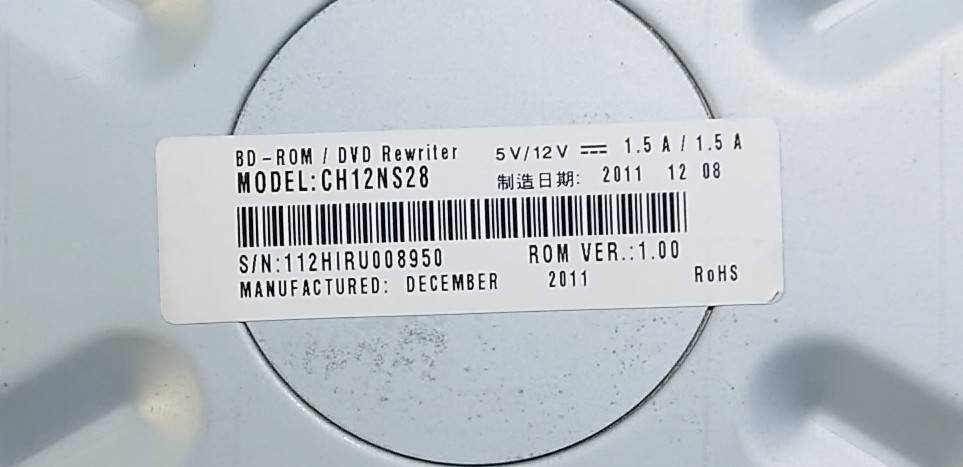 BD-ROM / DVD Rewriter 5V/12V ⎓ 1.5 A / 1.5 A
MODEL:CH12NS28 制造日期: 2011 12 08
S/N:112HIRU008950 ROM VER.:1.00
MANUFACTURED: DECEMBER 2011 RoHS